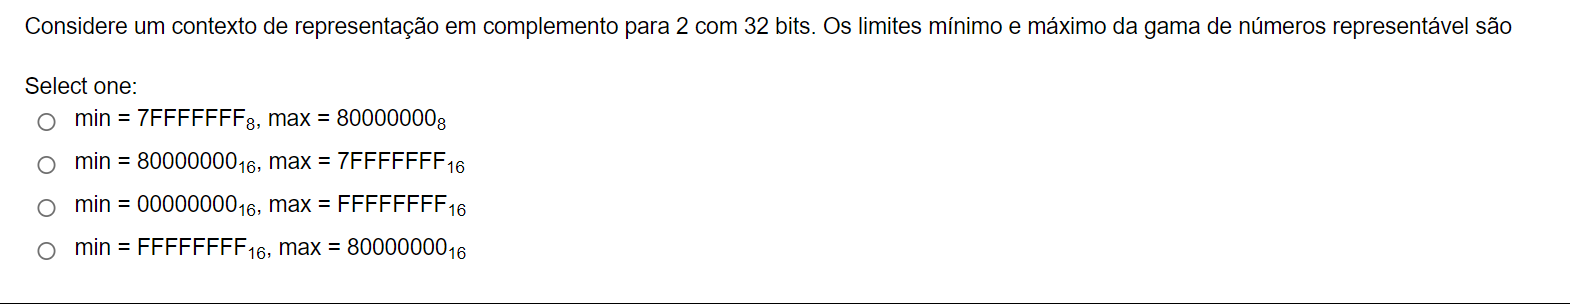 Considere um contexto de representação em complemento para 2 com 32 bits. Os limites mínimo e máximo da gama de números representável são
Select one:
min = 7FFFFFFF₈, max = 80000000₈
min = 80000000₁₆, max = 7FFFFFFF₁₆
min = 00000000₁₆, max = FFFFFFFF₁₆
min = FFFFFFFF₁₆, max = 80000000₁₆